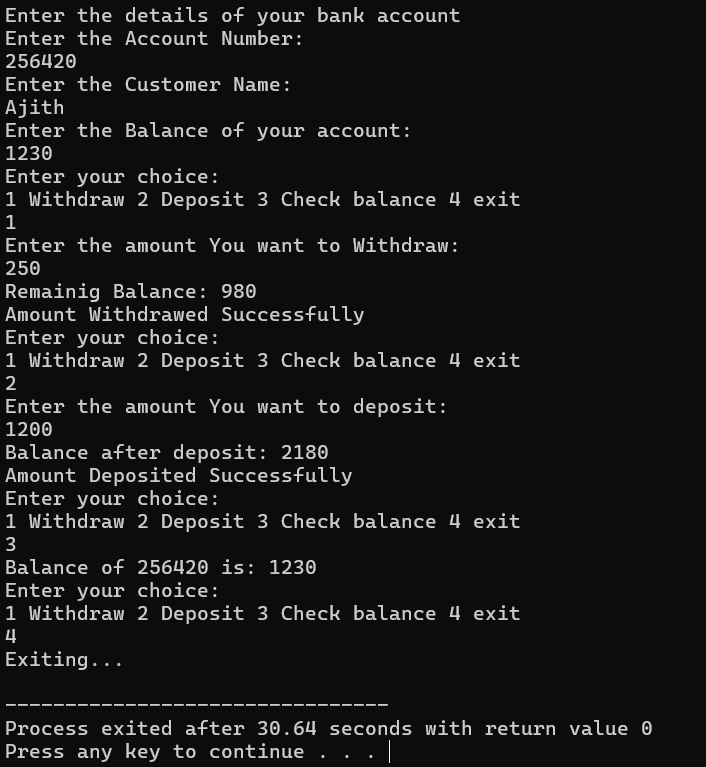 Enter the details of your bank account
Enter the Account Number:
256420
Enter the Customer Name:
Ajith
Enter the Balance of your account:
1230
Enter your choice:
1 Withdraw 2 Deposit 3 Check balance 4 exit
1
Enter the amount You want to Withdraw:
250
Remainig Balance: 980
Amount Withdrawed Successfully
Enter your choice:
1 Withdraw 2 Deposit 3 Check balance 4 exit
2
Enter the amount You want to deposit:
1200
Balance after deposit: 2180
Amount Deposited Successfully
Enter your choice:
1 Withdraw 2 Deposit 3 Check balance 4 exit
3
Balance of 256420 is: 1230
Enter your choice:
1 Withdraw 2 Deposit 3 Check balance 4 exit
4
Exiting...
--------------------------------
Process exited after 30.64 seconds with return value 0
Press any key to continue . . .